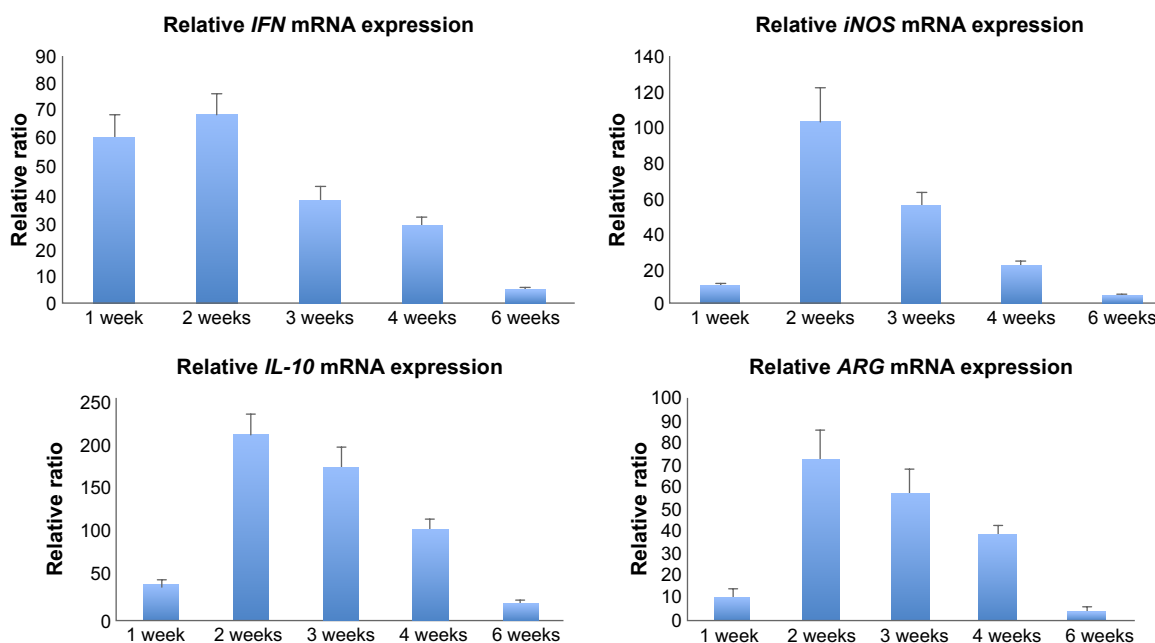 Relative IFN mRNA expression
Relative ratio
90
80
70
60
50
40
30
20
10
0
1 week 2 weeks 3 weeks 4 weeks 6 weeks
Relative iNOS mRNA expression
Relative ratio
140
120
100
80
60
40
20
0
1 week 2 weeks 3 weeks 4 weeks 6 weeks
Relative IL-10 mRNA expression
Relative ratio
250
200
150
100
50
0
1 week 2 weeks 3 weeks 4 weeks 6 weeks
Relative ARG mRNA expression
Relative ratio
100
90
80
70
60
50
40
30
20
10
0
1 week 2 weeks 3 weeks 4 weeks 6 weeks